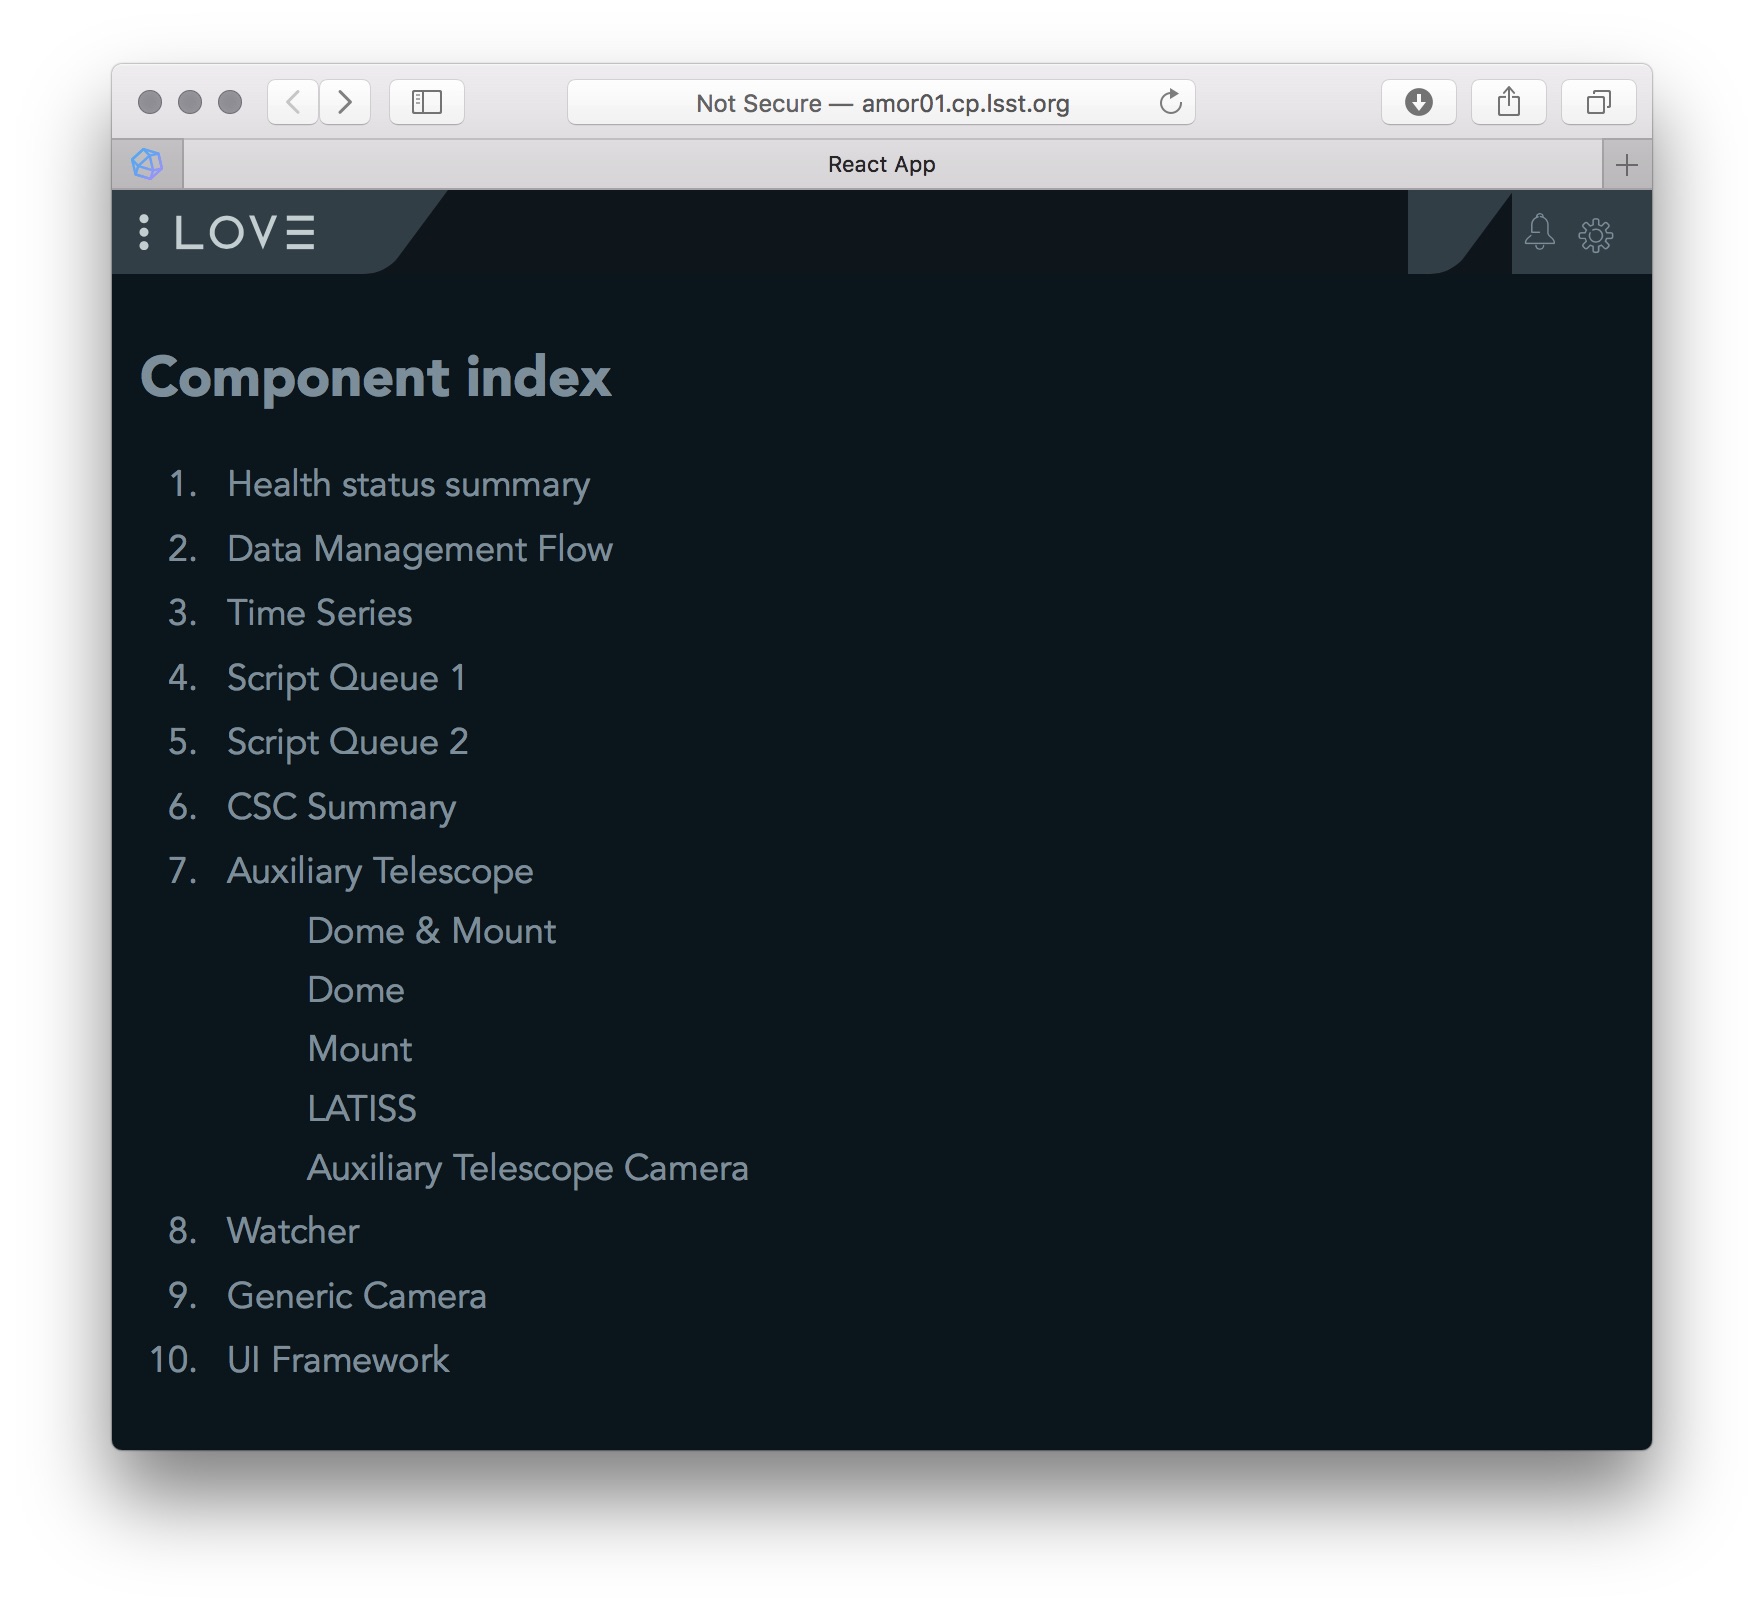 Not Secure — amor01.cp.lsst.org
React App
LOVE
Component index
1. Health status summary
2. Data Management Flow
3. Time Series
4. Script Queue 1
5. Script Queue 2
6. CSC Summary
7. Auxiliary Telescope
Dome & Mount
Dome
Mount
LATISS
Auxiliary Telescope Camera
8. Watcher
9. Generic Camera
10. UI Framework